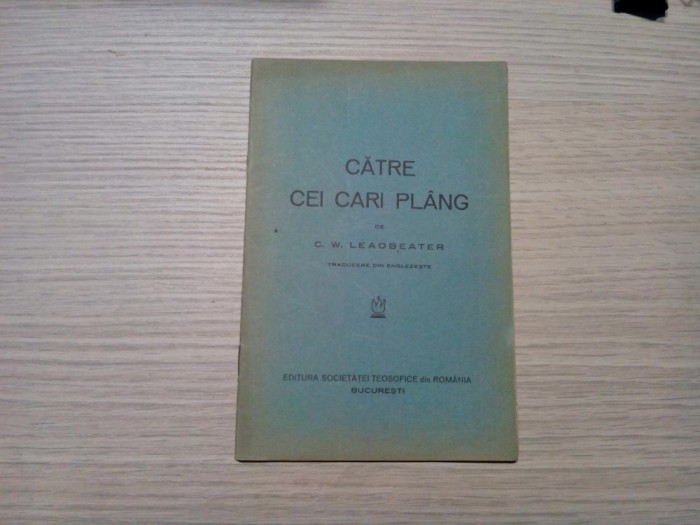 CĂTRE
CEI CARI PLÂNG
DE
C. W. LEADBEATER
TRADUCERE DIN ENGLEZEȘTE
EDITURA SOCIETĂȚEI TEOSOFICE din ROMÂNIA
BUCUREȘTI